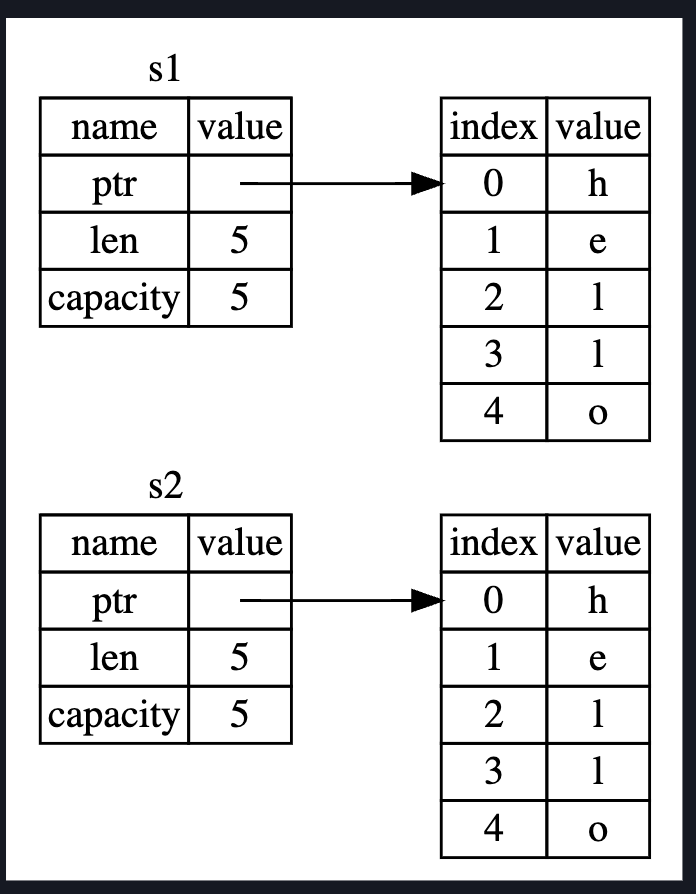 s1
name value
ptr
len 5
capacity 5
index value
0 h
1 e
2 l
3 l
4 o
s2
name value
ptr
len 5
capacity 5
index value
0 h
1 e
2 l
3 l
4 o